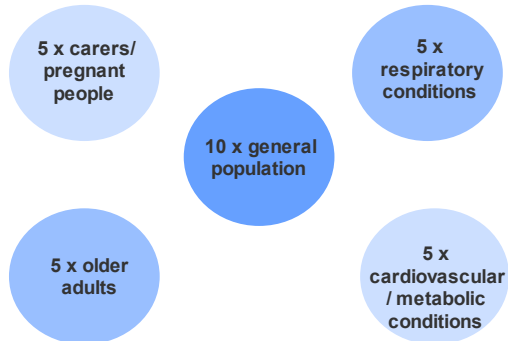 5 x carers/
pregnant
people
5 x
respiratory
conditions
10 x general
population
5 x older
adults
5 x
cardiovascular
/ metabolic
conditions